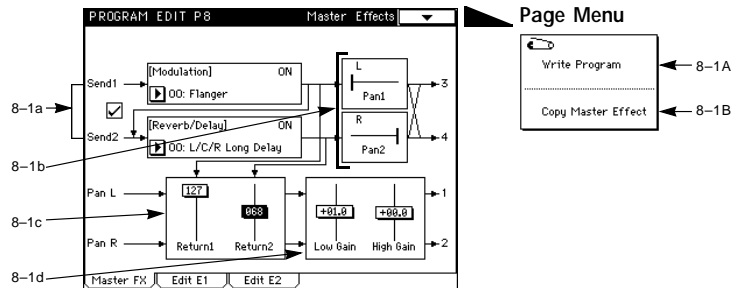 PROGRAM EDIT P8 Master Effects
Page Menu
Write Program
8–1A
Copy Master Effect
8–1B
8–1a
Send1
[Modulation] ON
00: Flanger
L
Pan1
3
Send2
[Reverb/Delay] ON
00: L/C/R Long Delay
R
Pan2
4
8–1b
Pan L
127
068
+01.0
+00.0
1
8–1c
Pan R
Return1 Return2
Low Gain High Gain
2
8–1d
Master FX Edit E1 Edit E2